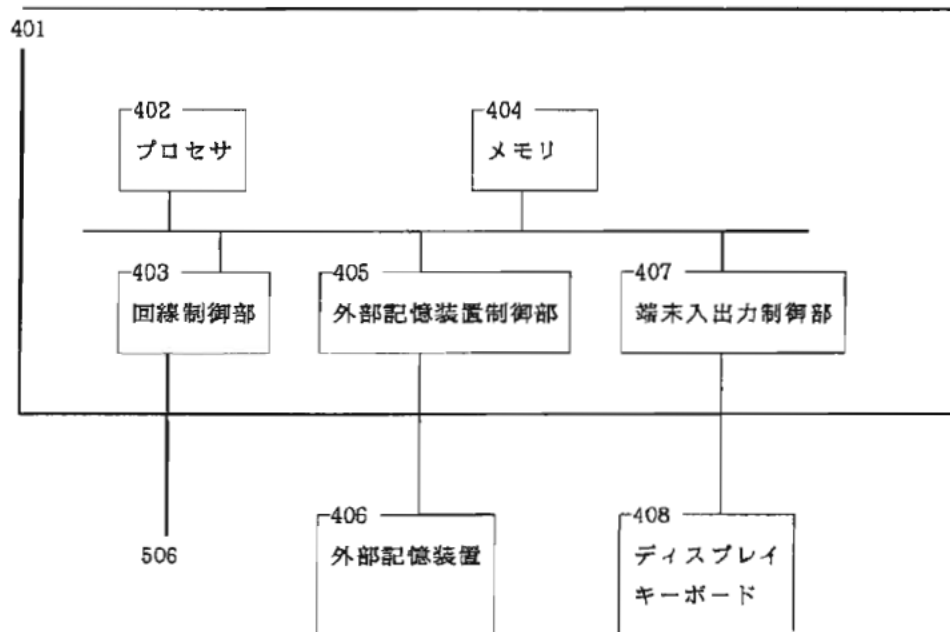 401
402
プロセサ
404
メモリ
403
回線制御部
405
外部記憶装置制御部
407
端末入出力制御部
506
406
外部記憶装置
408
ディスプレイ
キーボード